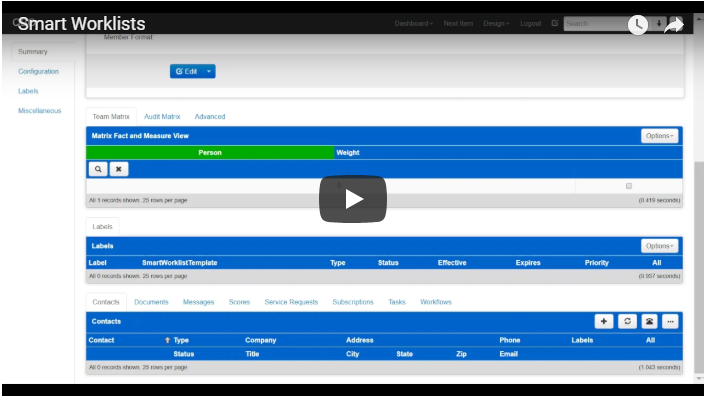 Smart Worklists
Dashboard Next Item Design Logout Search
Member Format
Summary
Configuration
Labels
Miscellaneous
Edit
Team Matrix Audit Matrix Advanced
Matrix Fact and Measure View Options
Person Weight
All 1 records shown. 25 rows per page (0.419 seconds)
Labels
Labels Options
Label SmartWorklistTemplate Type Status Effective Expires Priority All
All 0 records shown. 25 rows per page (0.937 seconds)
Contacts Documents Messages Scores Service Requests Subscriptions Tasks Workflows
Contacts
Contact Type Company Address Phone Labels All
Status Title City State Zip Email
All 0 records shown. 25 rows per page (1.043 seconds)